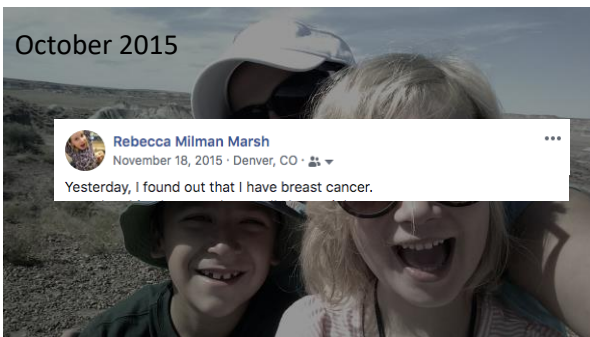 October 2015
Rebecca Milman Marsh
November 18, 2015 · Denver, CO ·
Yesterday, I found out that I have breast cancer.